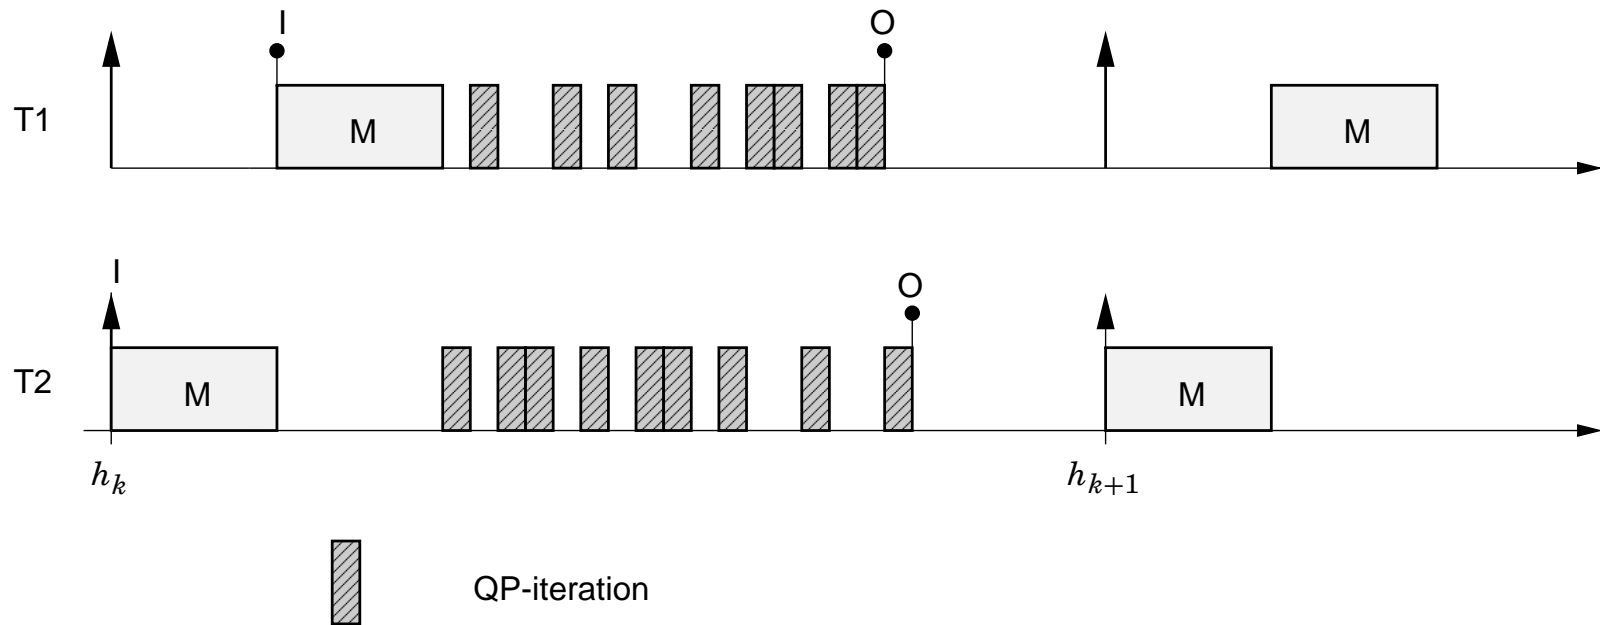 I O
T1 M M
I O
T2 M M
h_k h_{k+1}
QP-iteration